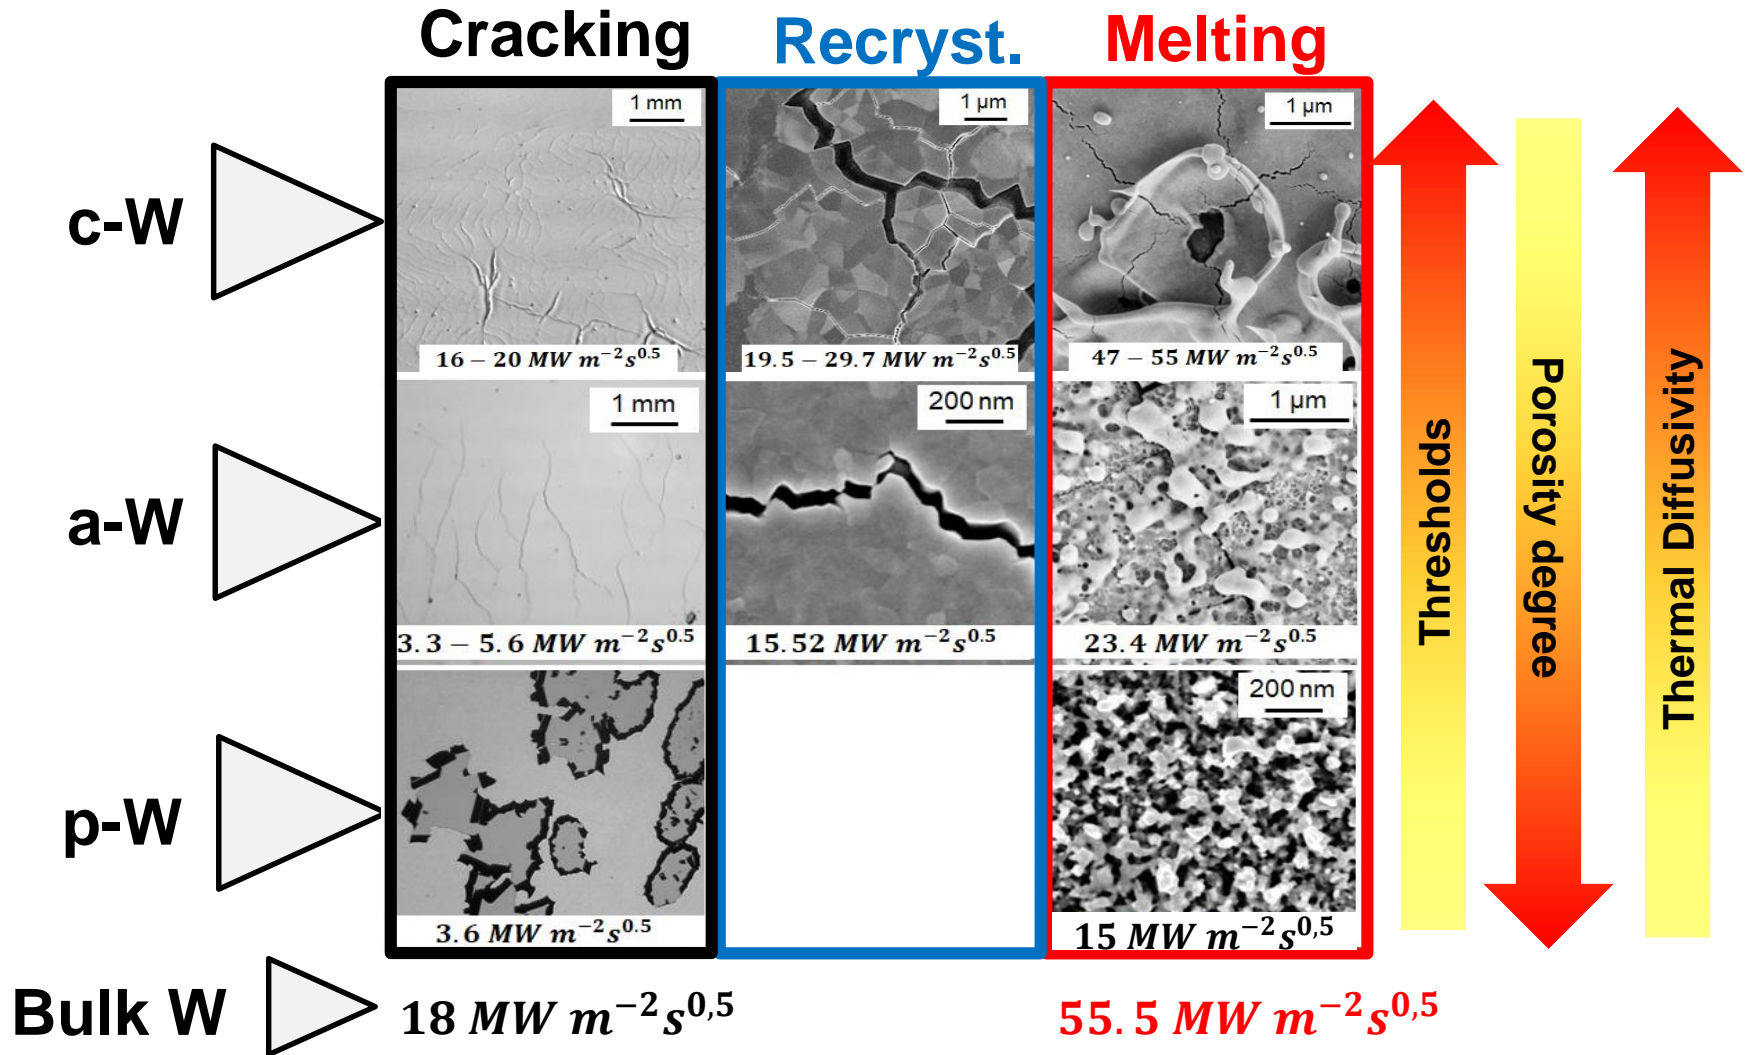 Cracking Recryst. Melting
1 mm 1 µm 1 µm
c-W
16 – 20 MW m⁻²s⁰·⁵ 19.5 – 29.7 MW m⁻²s⁰·⁵ 47 – 55 MW m⁻²s⁰·⁵
1 mm 200 nm 1 µm
a-W
3.3 – 5.6 MW m⁻²s⁰·⁵ 15.52 MW m⁻²s⁰·⁵ 23.4 MW m⁻²s⁰·⁵
200 nm
p-W
3.6 MW m⁻²s⁰·⁵ 15 MW m⁻²s⁰,⁵
Bulk W 18 MW m⁻²s⁰,⁵ 55.5 MW m⁻²s⁰,⁵
Thresholds
Porosity degree
Thermal Diffusivity